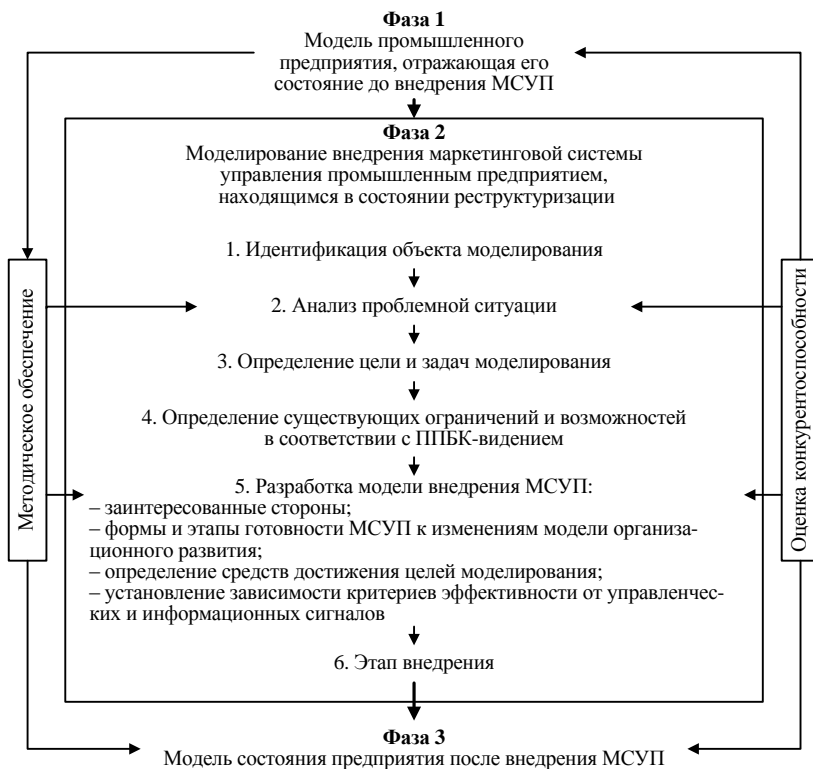 Фаза 1
Модель промышленного
предприятия, отражающая его
состояние до внедрения МСУП
Фаза 2
Моделирование внедрения маркетинговой системы
управления промышленным предприятием,
находящимся в состоянии реструктуризации
1. Идентификация объекта моделирования
2. Анализ проблемной ситуации
3. Определение цели и задач моделирования
4. Определение существующих ограничений и возможностей
в соответствии с ППБК-видением
5. Разработка модели внедрения МСУП:
– заинтересованные стороны;
– формы и этапы готовности МСУП к изменениям модели организа-
ционного развития;
– определение средств достижения целей моделирования;
– установление зависимости критериев эффективности от управленчес-
ких и информационных сигналов
6. Этап внедрения
Методическое обеспечение
Оценка конкурентоспособности
Фаза 3
Модель состояния предприятия после внедрения МСУП